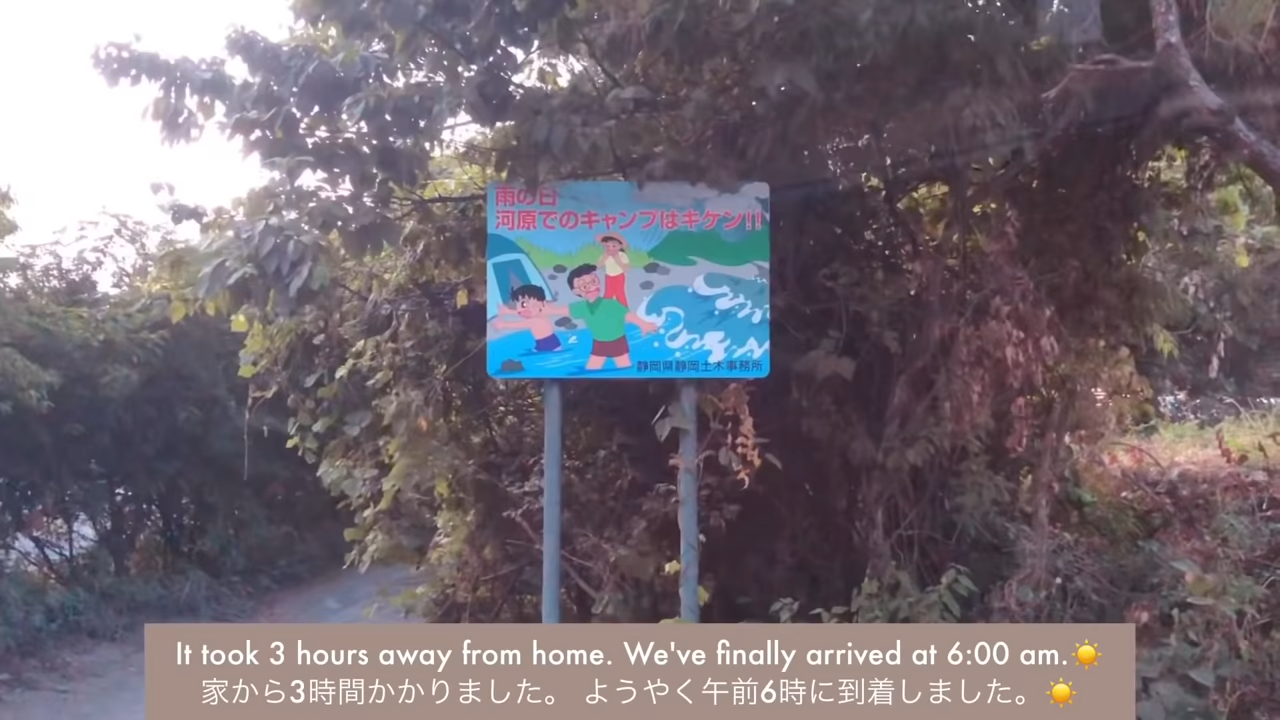 雨の日
河原でのキャンプはキケン!!
静岡県静岡土木事務所
It took 3 hours away from home. We've finally arrived at 6:00 am.☀️
家から3時間かかりました。 ようやく午前6時に到着しました。☀️